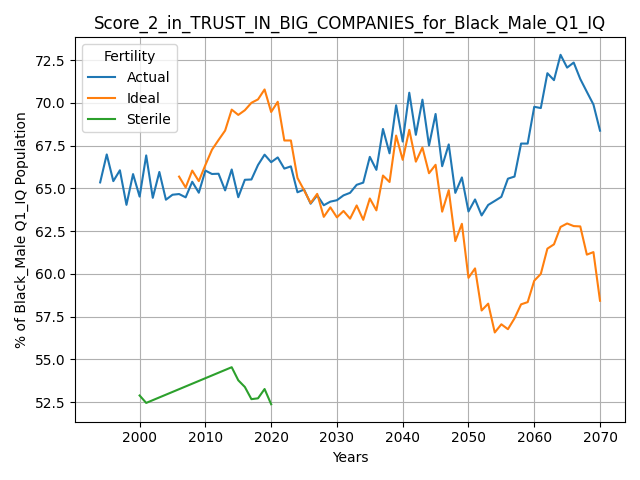 Score_2_in_TRUST_IN_BIG_COMPANIES_for_Black_Male_Q1_IQ
Fertility
Actual
Ideal
Sterile
% of Black_Male Q1_IQ Population
72.5
70.0
67.5
65.0
62.5
60.0
57.5
55.0
52.5
2000 2010 2020 2030 2040 2050 2060 2070
Years